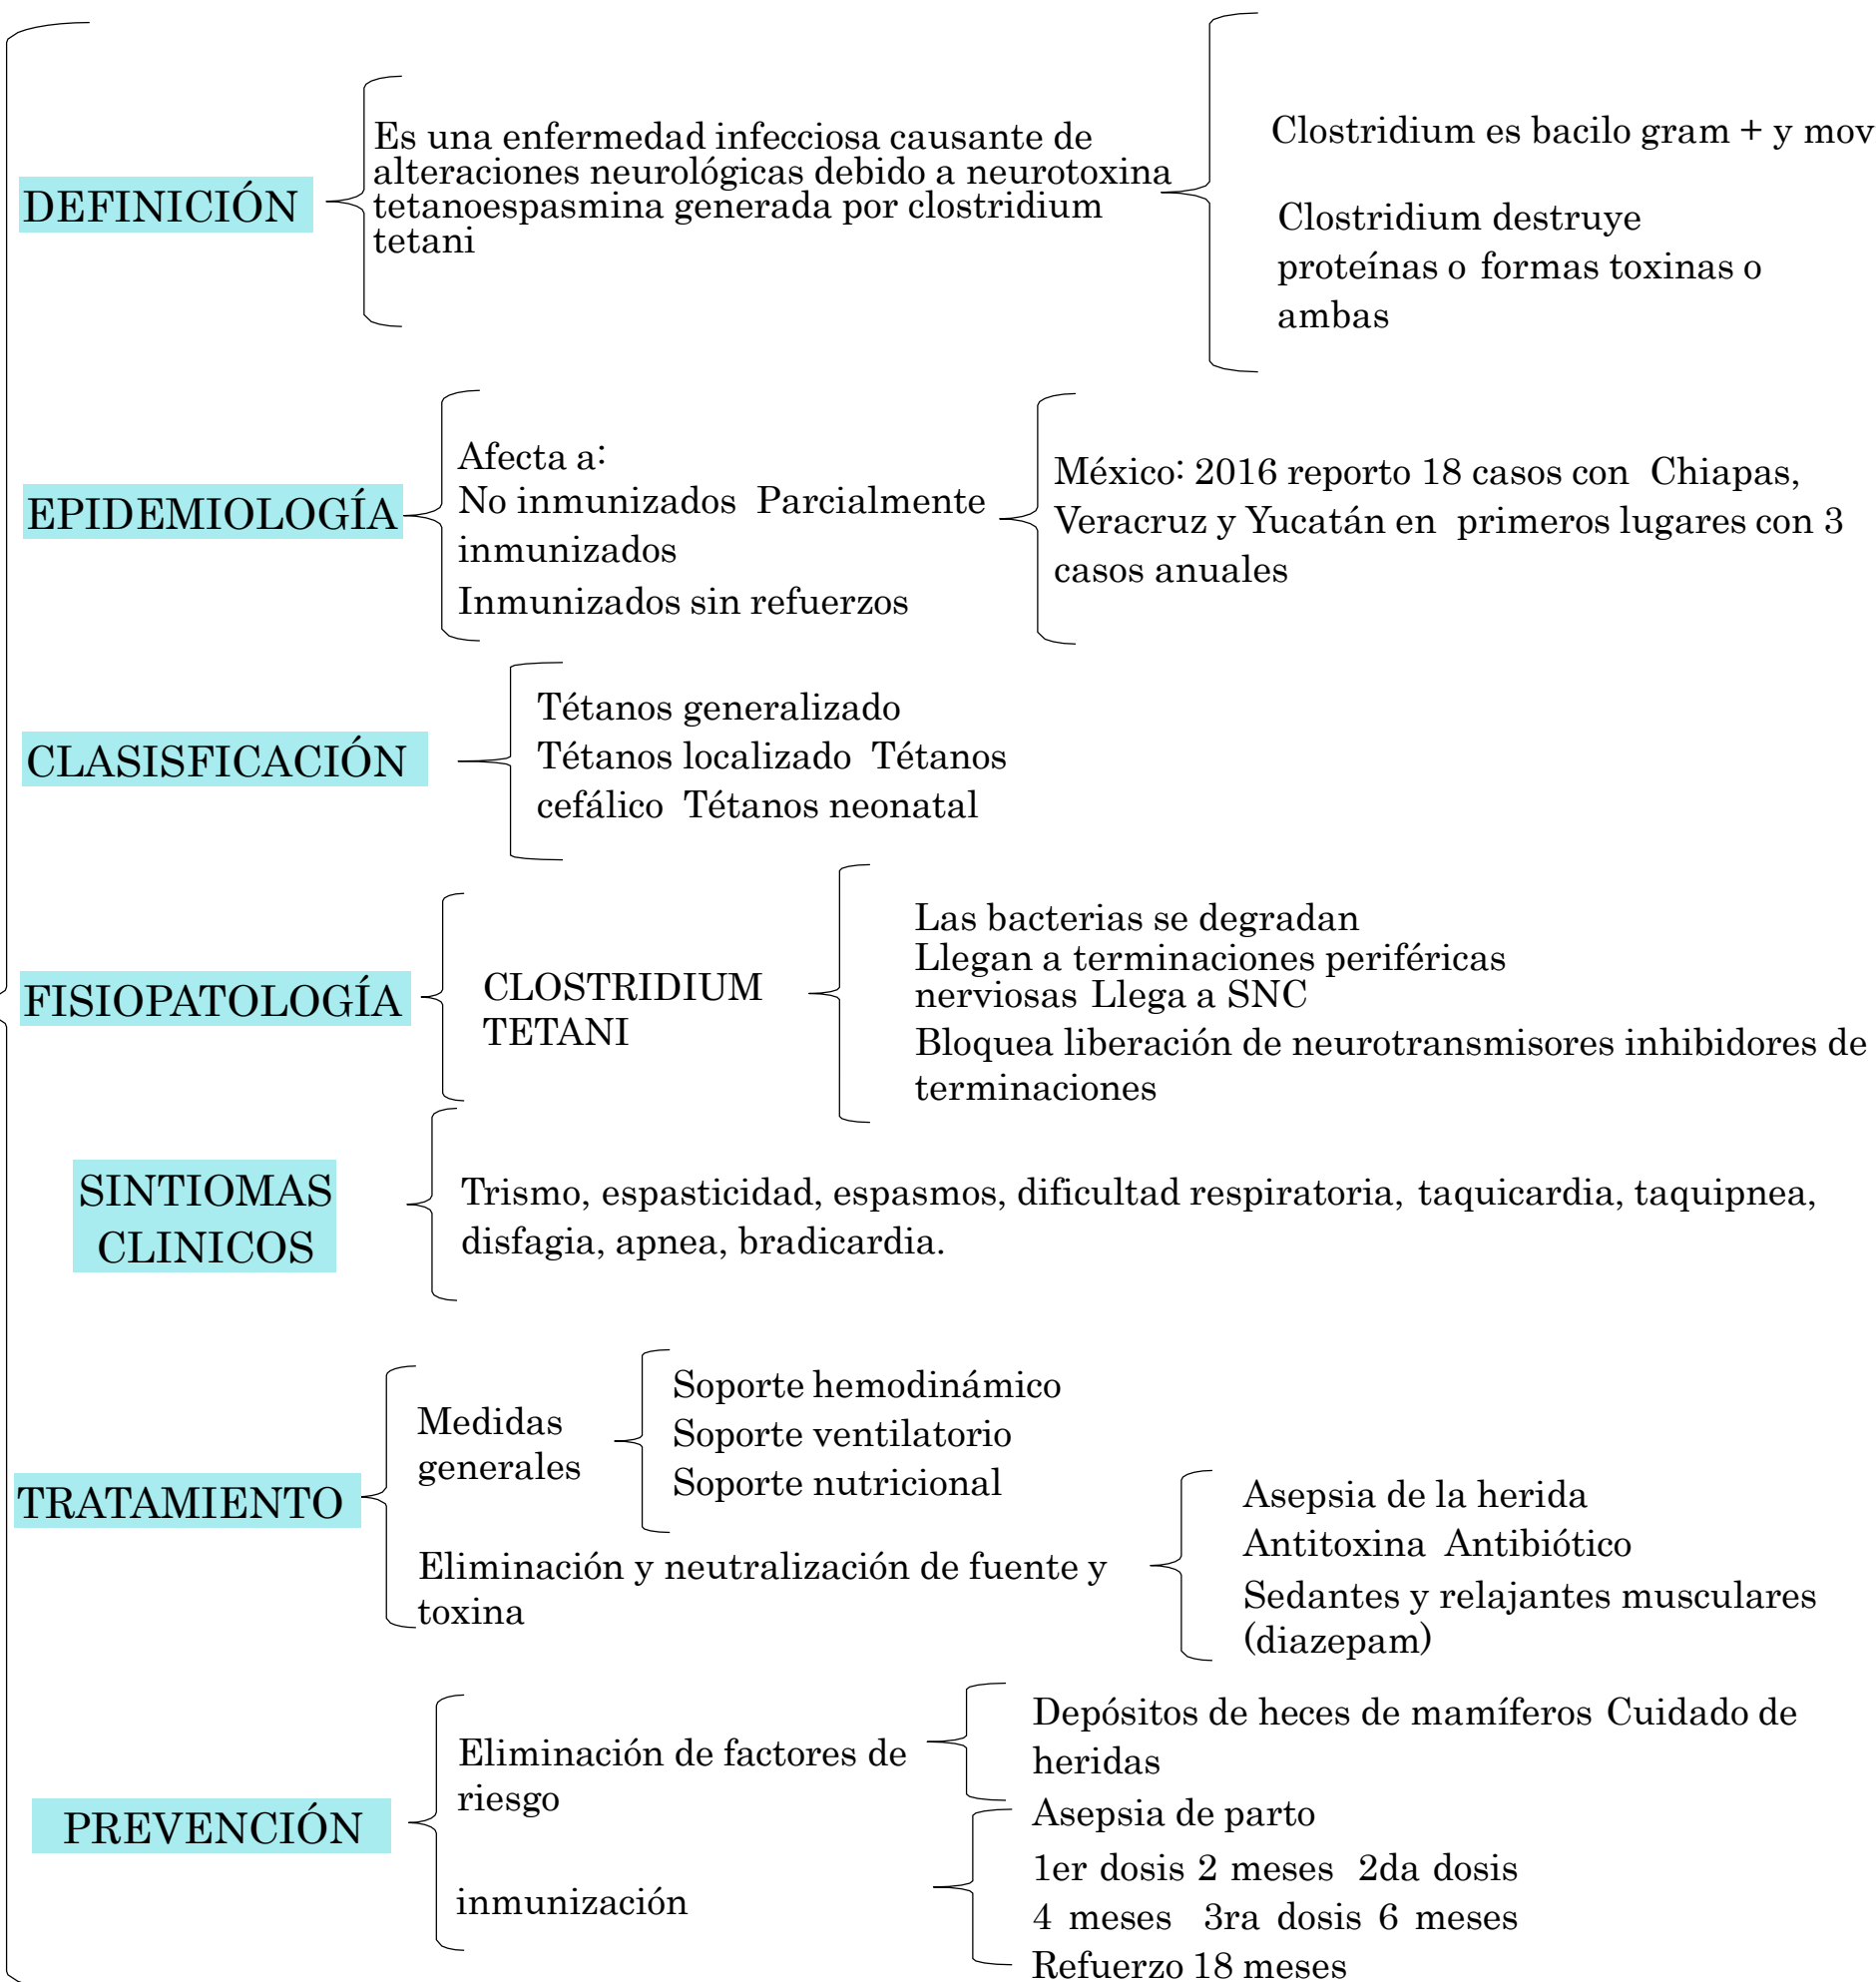 DEFINICIÓN
Es una enfermedad infecciosa causante de
alteraciones neurológicas debido a neurotoxina
tetanoespasmina generada por clostridium
tetani
Clostridium es bacilo gram + y mov
Clostridium destruye
proteínas o formas toxinas o
ambas
EPIDEMIOLOGÍA
Afecta a:
No inmunizados Parcialmente
inmunizados
Inmunizados sin refuerzos
México: 2016 reporto 18 casos con Chiapas,
Veracruz y Yucatán en primeros lugares con 3
casos anuales
CLASISFICACIÓN
Tétanos generalizado
Tétanos localizado Tétanos
cefálico Tétanos neonatal
FISIOPATOLOGÍA
CLOSTRIDIUM
TETANI
Las bacterias se degradan
Llegan a terminaciones periféricas
nerviosas Llega a SNC
Bloquea liberación de neurotransmisores inhibidores de
terminaciones
SINTIOMAS
CLINICOS
Trismo, espasticidad, espasmos, dificultad respiratoria, taquicardia, taquipnea,
disfagia, apnea, bradicardia.
TRATAMIENTO
Medidas
generales
Soporte hemodinámico
Soporte ventilatorio
Soporte nutricional
Eliminación y neutralización de fuente y
toxina
Asepsia de la herida
Antitoxina Antibiótico
Sedantes y relajantes musculares
(diazepam)
PREVENCIÓN
Eliminación de factores de
riesgo
Depósitos de heces de mamíferos Cuidado de
heridas
Asepsia de parto
inmunización
1er dosis 2 meses 2da dosis
4 meses 3ra dosis 6 meses
Refuerzo 18 meses